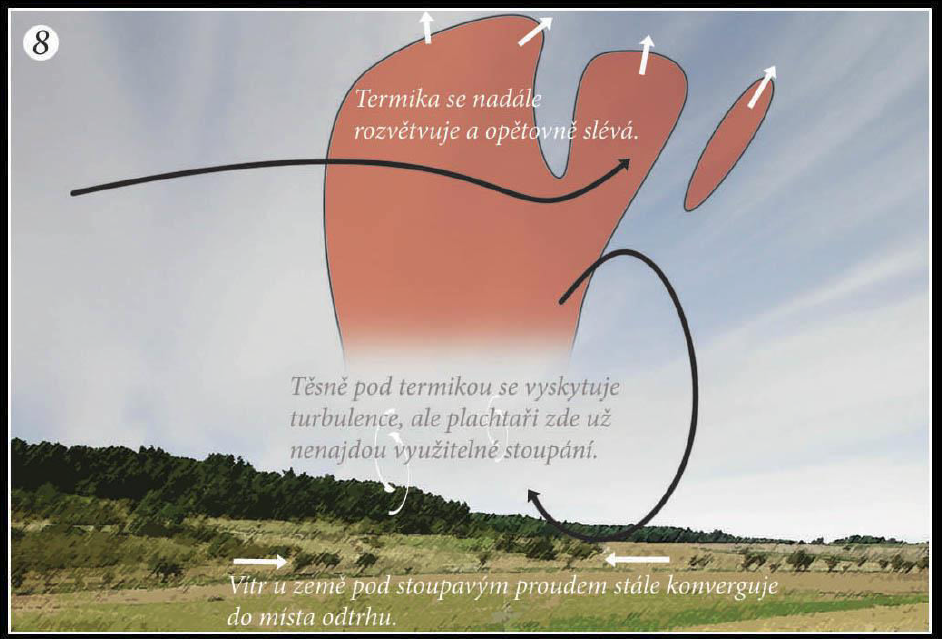 8
Termika se nadále
rozvětvuje a opětovně slévá.
Těsně pod termikou se vyskytuje
turbulence, ale plachtaři zde už
nenajdou využitelné stoupání.
Vítr u země pod stoupavým proudem stále konverguje
do místa odtrhu.